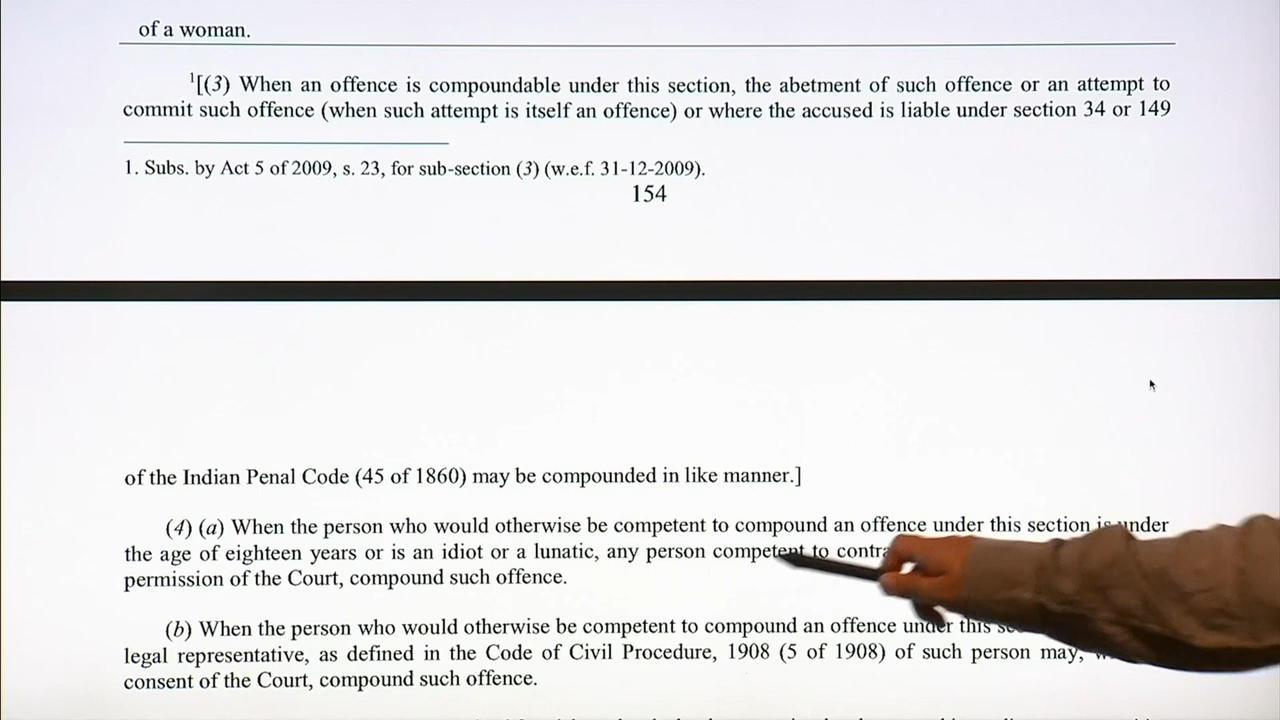 of a woman.
¹[(3) When an offence is compoundable under this section, the abetment of such offence or an attempt to
commit such offence (when such attempt is itself an offence) or where the accused is liable under section 34 or 149
1. Subs. by Act 5 of 2009, s. 23, for sub-section (3) (w.e.f. 31-12-2009).
154
of the Indian Penal Code (45 of 1860) may be compounded in like manner.]
(4) (a) When the person who would otherwise be competent to compound an offence under this section is under
the age of eighteen years or is an idiot or a lunatic, any person competent to
permission of the Court, compound such offence.
(b) When the person who would otherwise be competent to compound an offence under this
legal representative, as defined in the Code of Civil Procedure, 1908 (5 of 1908) of such person may,
consent of the Court, compound such offence.